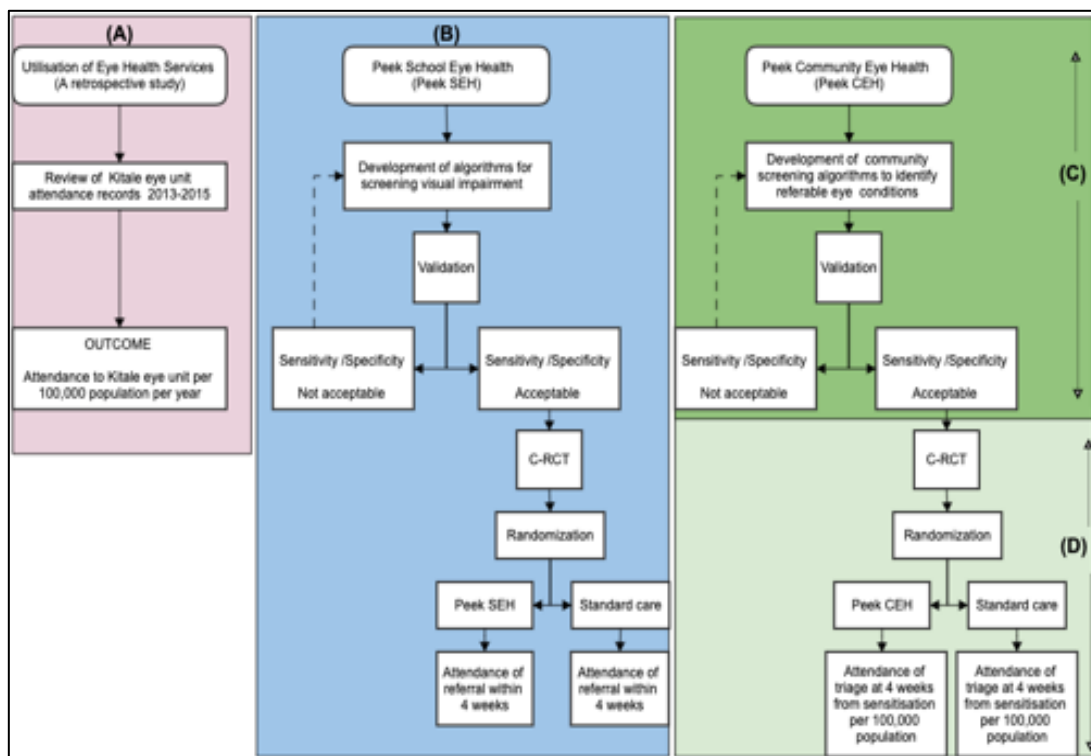 (A)
Utilisation of Eye Health Services
(A retrospective study)
Review of Kitale eye unit
attendance records 2013-2015
OUTCOME
Attendance to Kitale eye unit per
100,000 population per year
(B)
Peek School Eye Health
(Peek SEH)
Development of algorithms for
screening visual impairment
Validation
Sensitivity /Specificity
Not acceptable
Sensitivity /Specificity
Acceptable
C-RCT
Randomization
Peek SEH
Standard care
Attendance of
referral within
4 weeks
Attendance of
referral within
4 weeks
Peek Community Eye Health
(Peek CEH)
Development of community
screening algorithms to identify
referable eye conditions
(C)
Validation
Sensitivity /Specificity
Not acceptable
Sensitivity /Specificity
Acceptable
C-RCT
Randomization
(D)
Peek CEH
Standard care
Attendance of
triage at 4 weeks
from sensitisation
per 100,000
population
Attendance of
triage at 4 weeks
from sensitisation
per 100,000
population